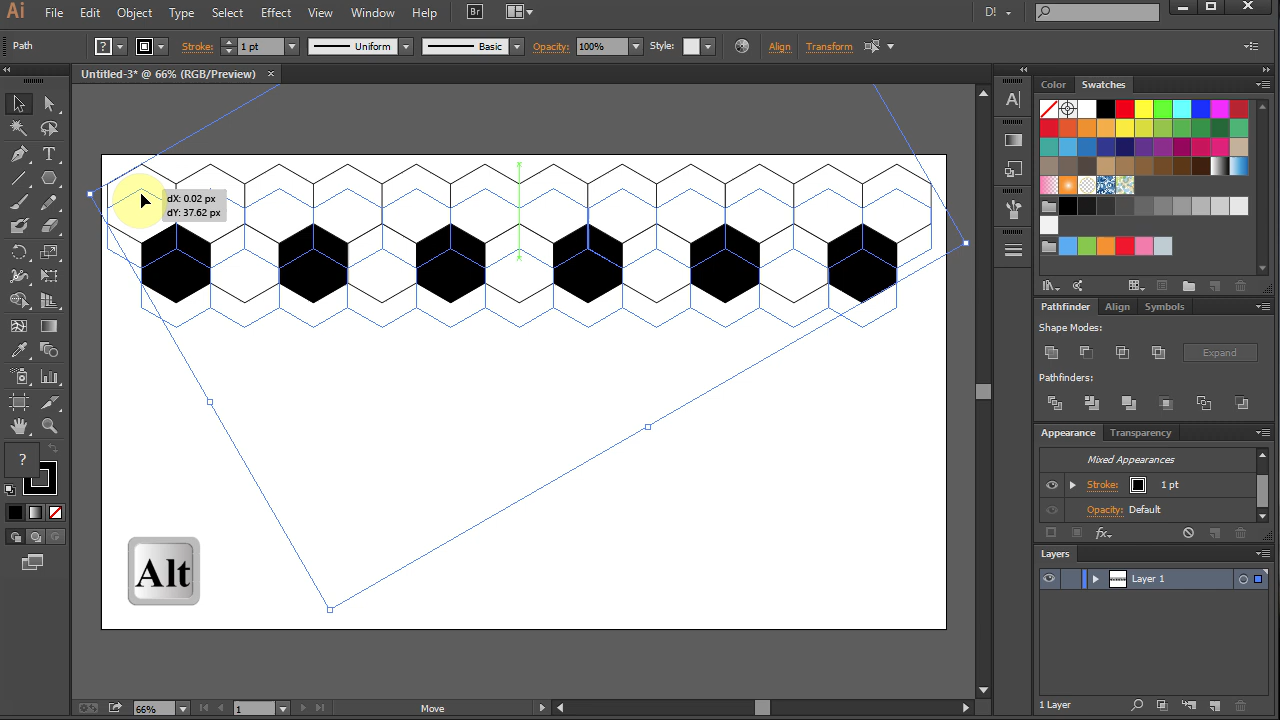 Ai File Edit Object Type Select Effect View Window Help Br D!
Path ? Stroke: 1 pt Uniform Basic Opacity: 100% Style: Align Transform
Untitled-3* @ 66% (RGB/Preview) ×
Color Swatches
dX: 0.02 px
dY: 37.62 px
Pathfinder Align Symbols
Shape Modes:
Expand
Pathfinders:
Appearance Transparency
Mixed Appearances
Stroke: 1 pt
Opacity: Default
fx
?
Layers
Layer 1
Alt
66% 1 Move
1 Layer